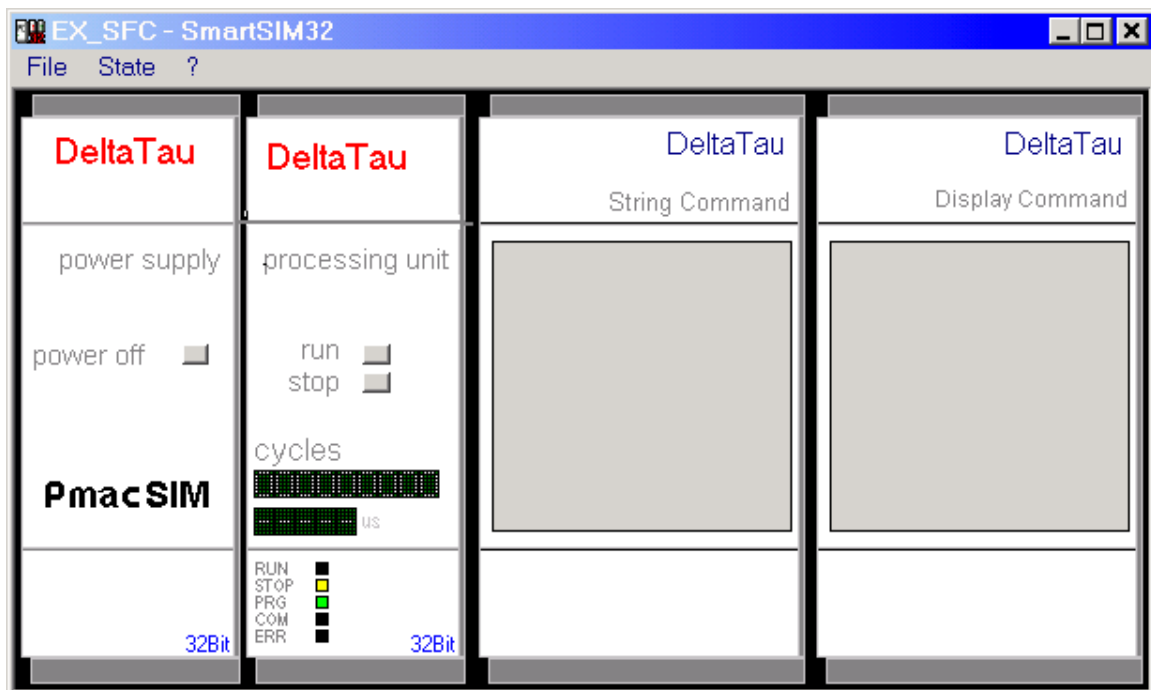 EX_SFC - SmartSIM32
File State ?
DeltaTau
power supply
power off
PmacSIM
32Bit
DeltaTau
processing unit
run
stop
cycles
us
RUN
STOP
PRG
COM
ERR
32Bit
DeltaTau
String Command
DeltaTau
Display Command